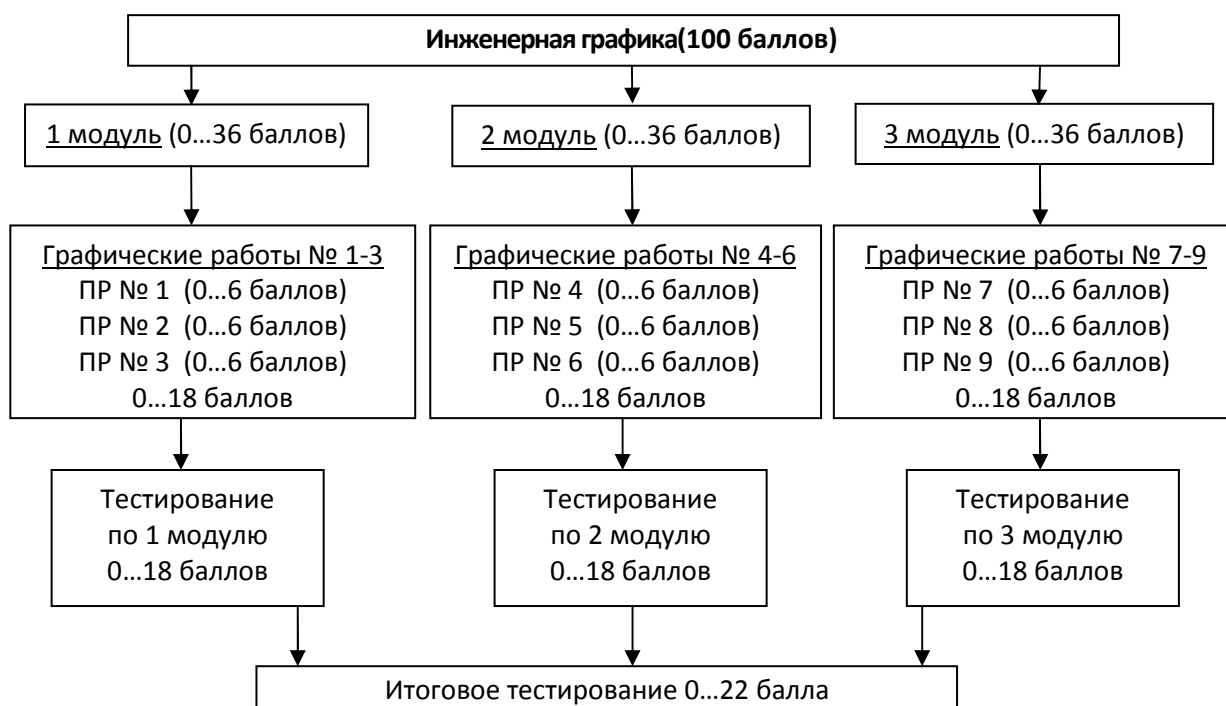 Инженерная графика(100 баллов)
1 модуль (0...36 баллов)
2 модуль (0...36 баллов)
3 модуль (0...36 баллов)
Графические работы № 1-3
ПР № 1 (0...6 баллов)
ПР № 2 (0...6 баллов)
ПР № 3 (0...6 баллов)
0...18 баллов
Графические работы № 4-6
ПР № 4 (0...6 баллов)
ПР № 5 (0...6 баллов)
ПР № 6 (0...6 баллов)
0...18 баллов
Графические работы № 7-9
ПР № 7 (0...6 баллов)
ПР № 8 (0...6 баллов)
ПР № 9 (0...6 баллов)
0...18 баллов
Тестирование
по 1 модулю
0...18 баллов
Тестирование
по 2 модулю
0...18 баллов
Тестирование
по 3 модулю
0...18 баллов
Итоговое тестирование 0...22 балла